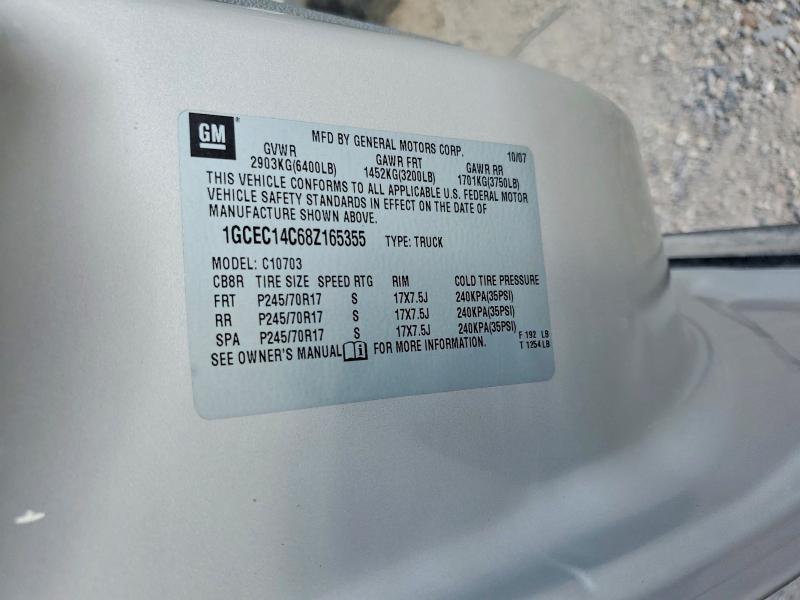 GM ®
MFD BY GENERAL MOTORS CORP. 10/07
GVWR GAWR FRT GAWR RR
2903KG(6400LB) 1452KG(3200LB) 1701KG(3750LB)
THIS VEHICLE CONFORMS TO ALL APPLICABLE U.S. FEDERAL MOTOR
VEHICLE SAFETY STANDARDS IN EFFECT ON THE DATE OF
MANUFACTURE SHOWN ABOVE.
1GCEC14C68Z165355 TYPE: TRUCK
MODEL: C10703
CB8R TIRE SIZE SPEED RTG RIM COLD TIRE PRESSURE
FRT P245/70R17 S 17X7.5J 240KPA(35PSI)
RR P245/70R17 S 17X7.5J 240KPA(35PSI)
SPA P245/70R17 S 17X7.5J 240KPA(35PSI)
SEE OWNER'S MANUAL i FOR MORE INFORMATION.
F 192 LB
T 1254 LB